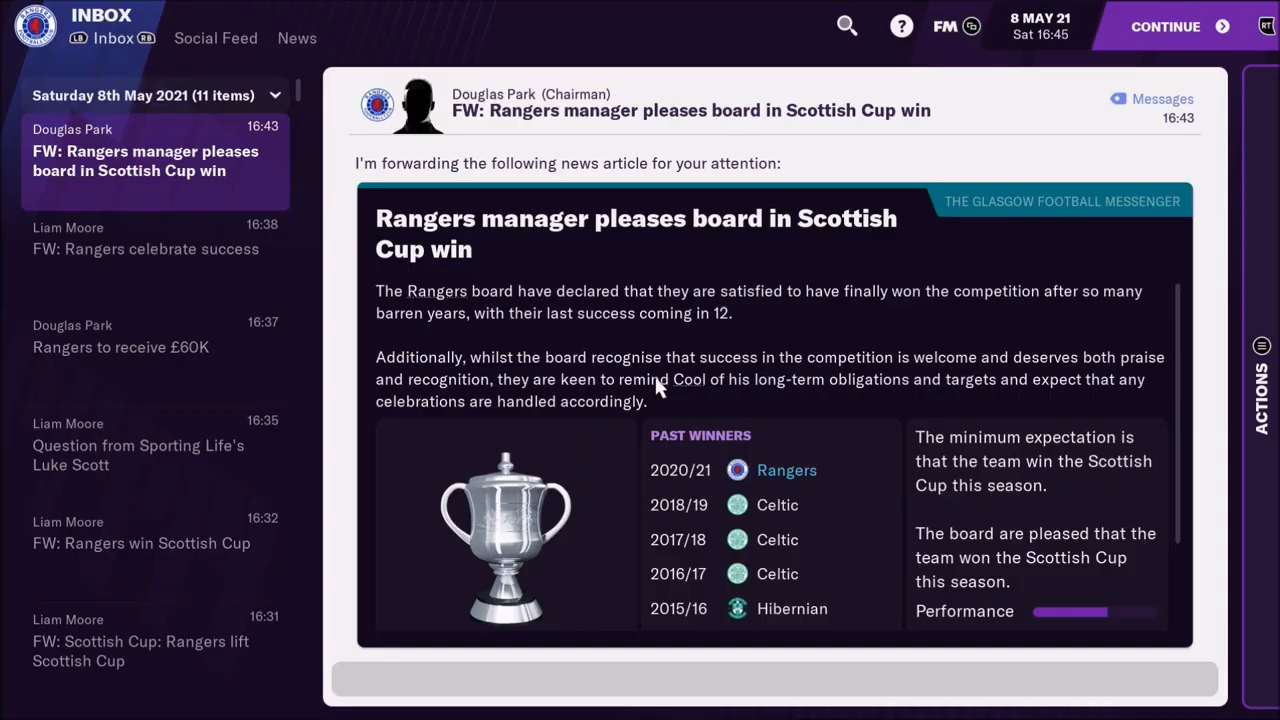 INBOX
LB Inbox RB
Social Feed
News
?
FM
8 MAY 21
Sat 16:45
CONTINUE
RT
Saturday 8th May 2021 (11 items)
Douglas Park 16:43
FW: Rangers manager pleases
board in Scottish Cup win
Liam Moore 16:38
FW: Rangers celebrate success
Douglas Park 16:37
Rangers to receive £60K
Liam Moore 16:35
Question from Sporting Life's
Luke Scott
Liam Moore 16:32
FW: Rangers win Scottish Cup
Liam Moore 16:31
FW: Scottish Cup: Rangers lift
Scottish Cup
Douglas Park (Chairman)
FW: Rangers manager pleases board in Scottish Cup win
Messages
16:43
I'm forwarding the following news article for your attention:
THE GLASGOW FOOTBALL MESSENGER
Rangers manager pleases board in Scottish
Cup win
The Rangers board have declared that they are satisfied to have finally won the competition after so many
barren years, with their last success coming in 12.
Additionally, whilst the board recognise that success in the competition is welcome and deserves both praise
and recognition, they are keen to remind Cool of his long-term obligations and targets and expect that any
celebrations are handled accordingly.
PAST WINNERS
2020/21 Rangers
2018/19 Celtic
2017/18 Celtic
2016/17 Celtic
2015/16 Hibernian
The minimum expectation is
that the team win the Scottish
Cup this season.
The board are pleased that the
team won the Scottish Cup
this season.
Performance
ACTIONS